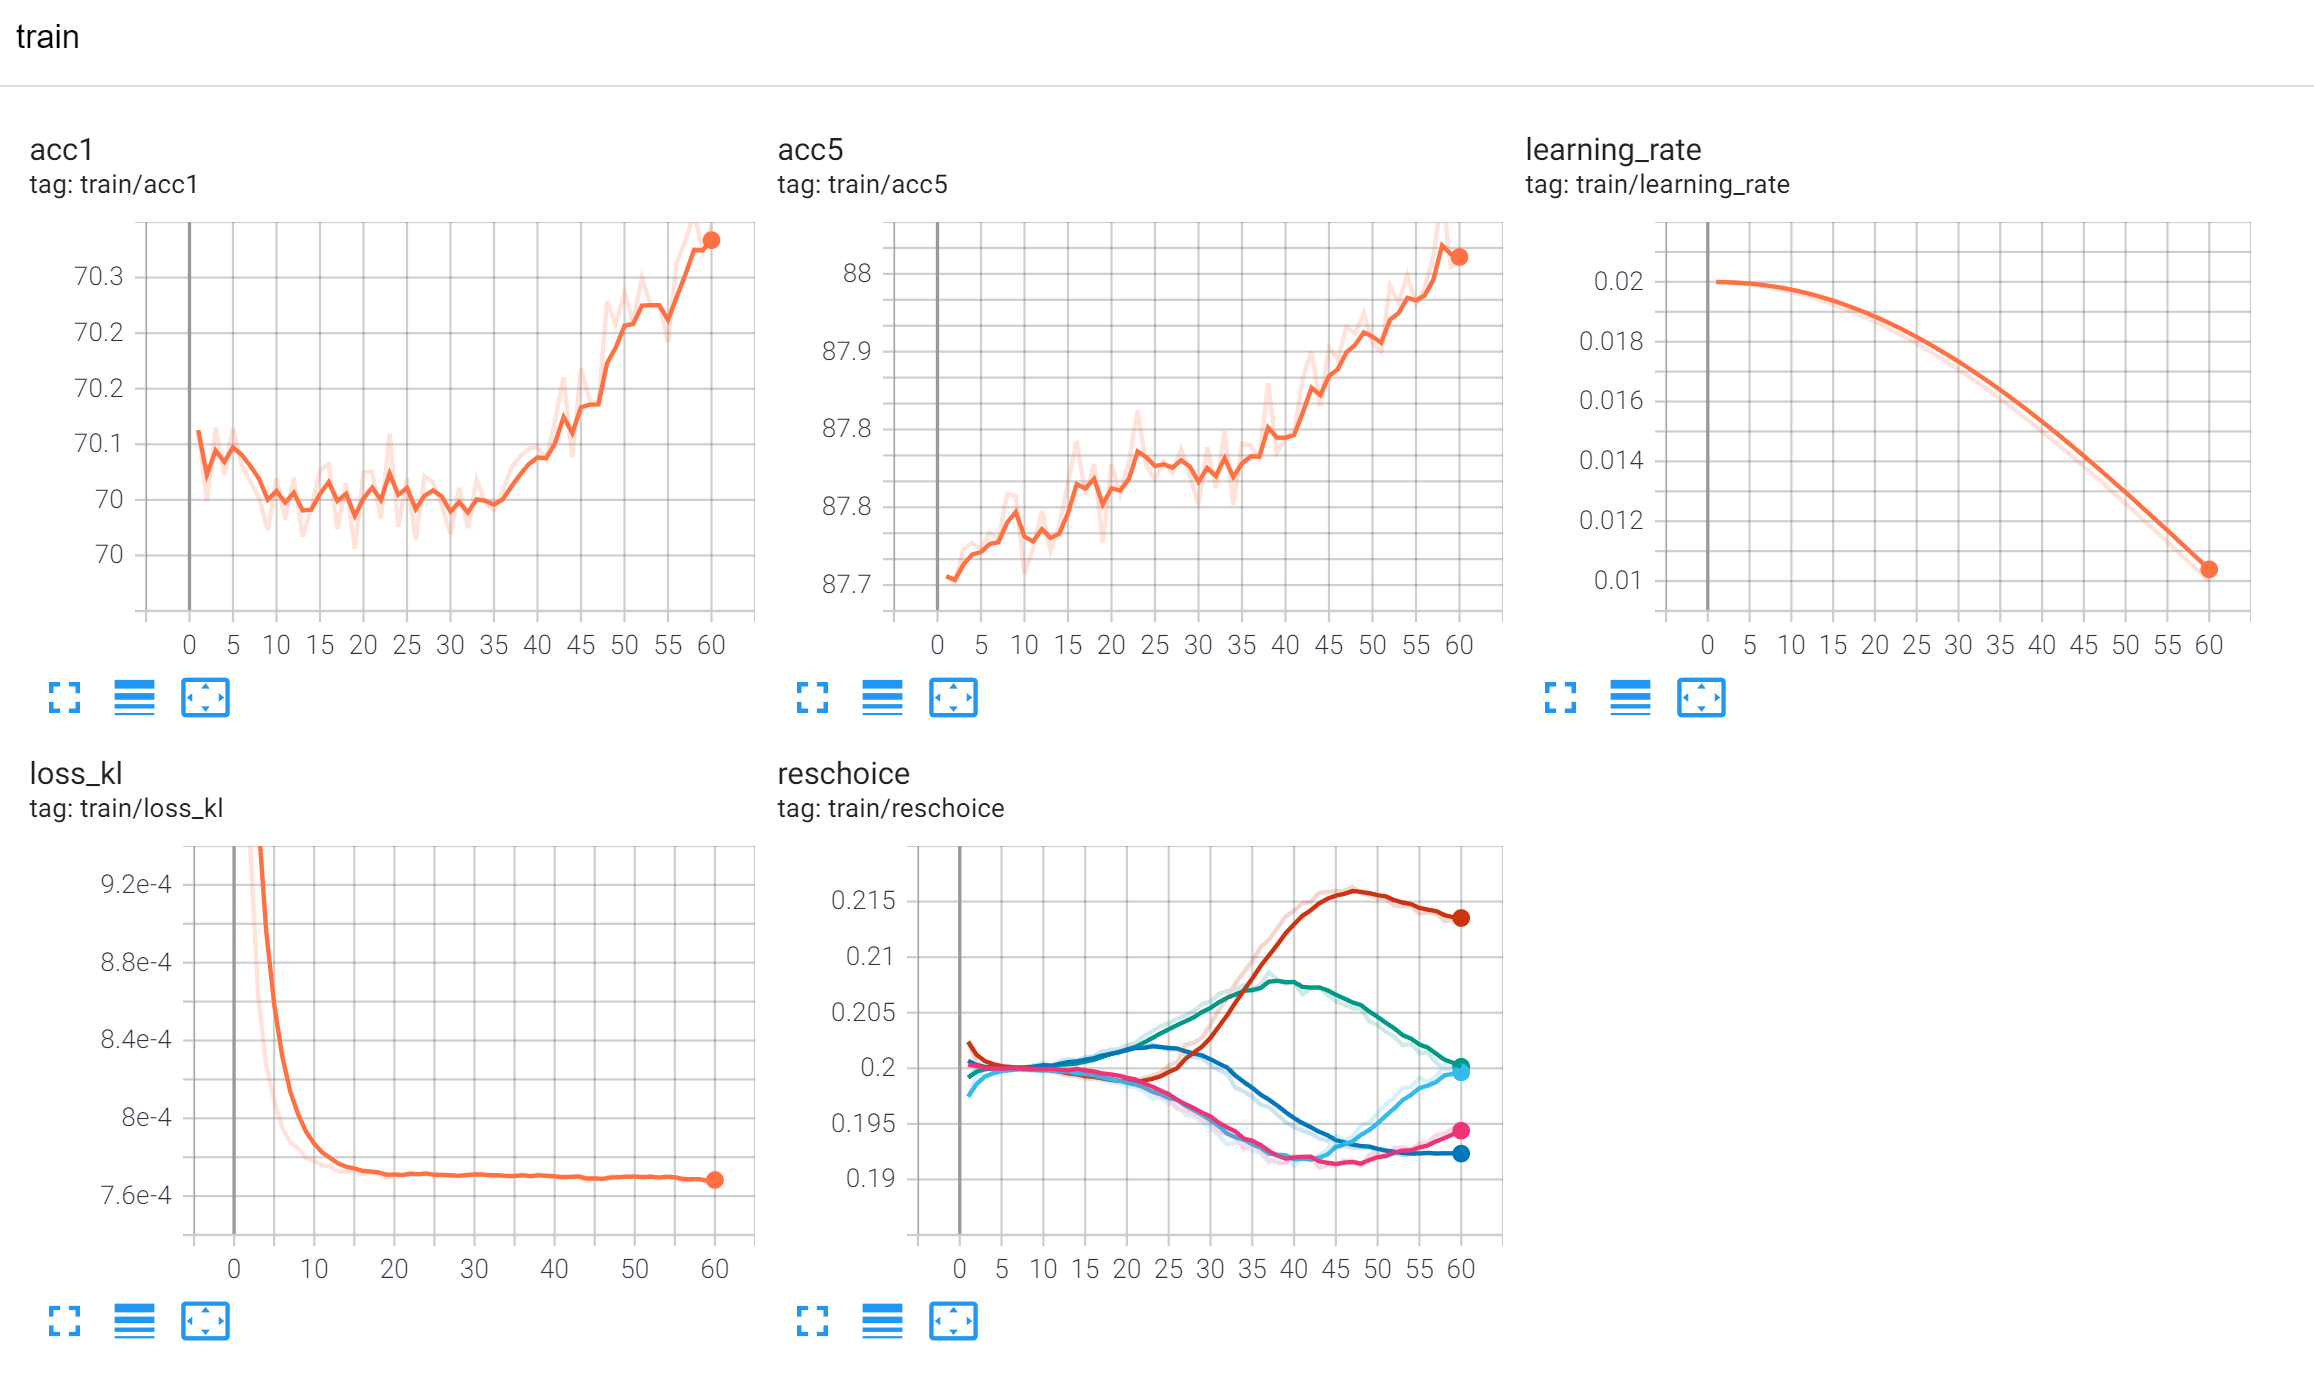 train
acc1
tag: train/acc1
70.3
70.2
70.2
70.1
70
70
0 5 10 15 20 25 30 35 40 45 50 55 60
acc5
tag: train/acc5
88
87.9
87.8
87.8
87.7
0 5 10 15 20 25 30 35 40 45 50 55 60
learning_rate
tag: train/learning_rate
0.02
0.018
0.016
0.014
0.012
0.01
0 5 10 15 20 25 30 35 40 45 50 55 60
loss_kl
tag: train/loss_kl
9.2e-4
8.8e-4
8.4e-4
8e-4
7.6e-4
0 10 20 30 40 50 60
reschoice
tag: train/reschoice
0.215
0.21
0.205
0.2
0.195
0.19
0 5 10 15 20 25 30 35 40 45 50 55 60